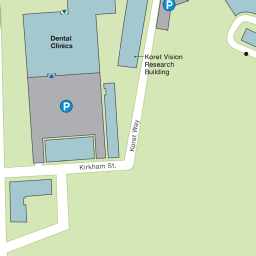 P
Dental
Clinics
Koret Vision
Research
Building
P
Koret Way
Kirkham St.